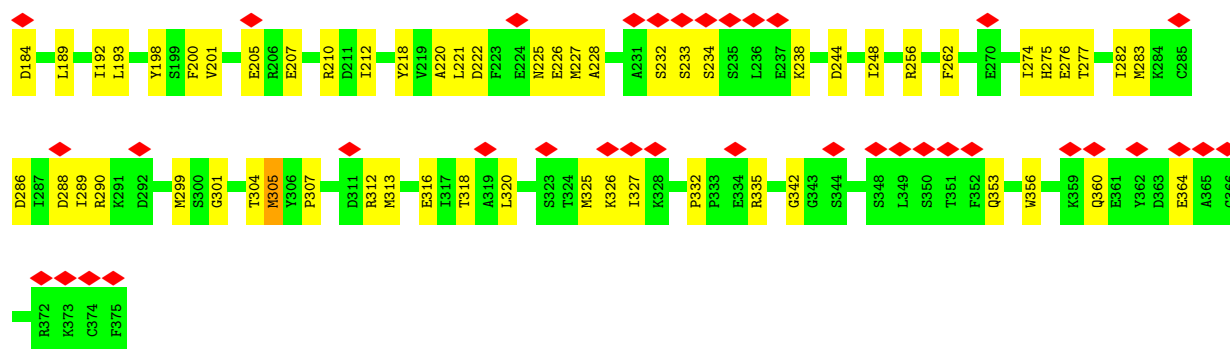 D184 L189 I192 L193 Y198 S199 F200 V201 E205 R206 E207 R210 D211 I212 Y218 V219 A220 L221 D222 F223 E224 N225 E226 M227 A228 A231 S232 S233 S234 S235 L236 E237 K238 D244 I248 R256 F262 E270 I274 H275 E276 T277 I282 M283 K284 C285
D286 I287 D288 I289 R290 K291 D292 M299 S300 G301 T304 M305 Y306 P307 D311 R312 M313 E316 I317 T318 A319 L320 S323 T324 M325 K326 I327 K328 P332 P333 E334 R335 G342 G343 S344 S348 L349 S350 T351 F352 Q353 W356 K359 Q360 E361 Y362 D363 E364 A365
R372 K373 C374 F375